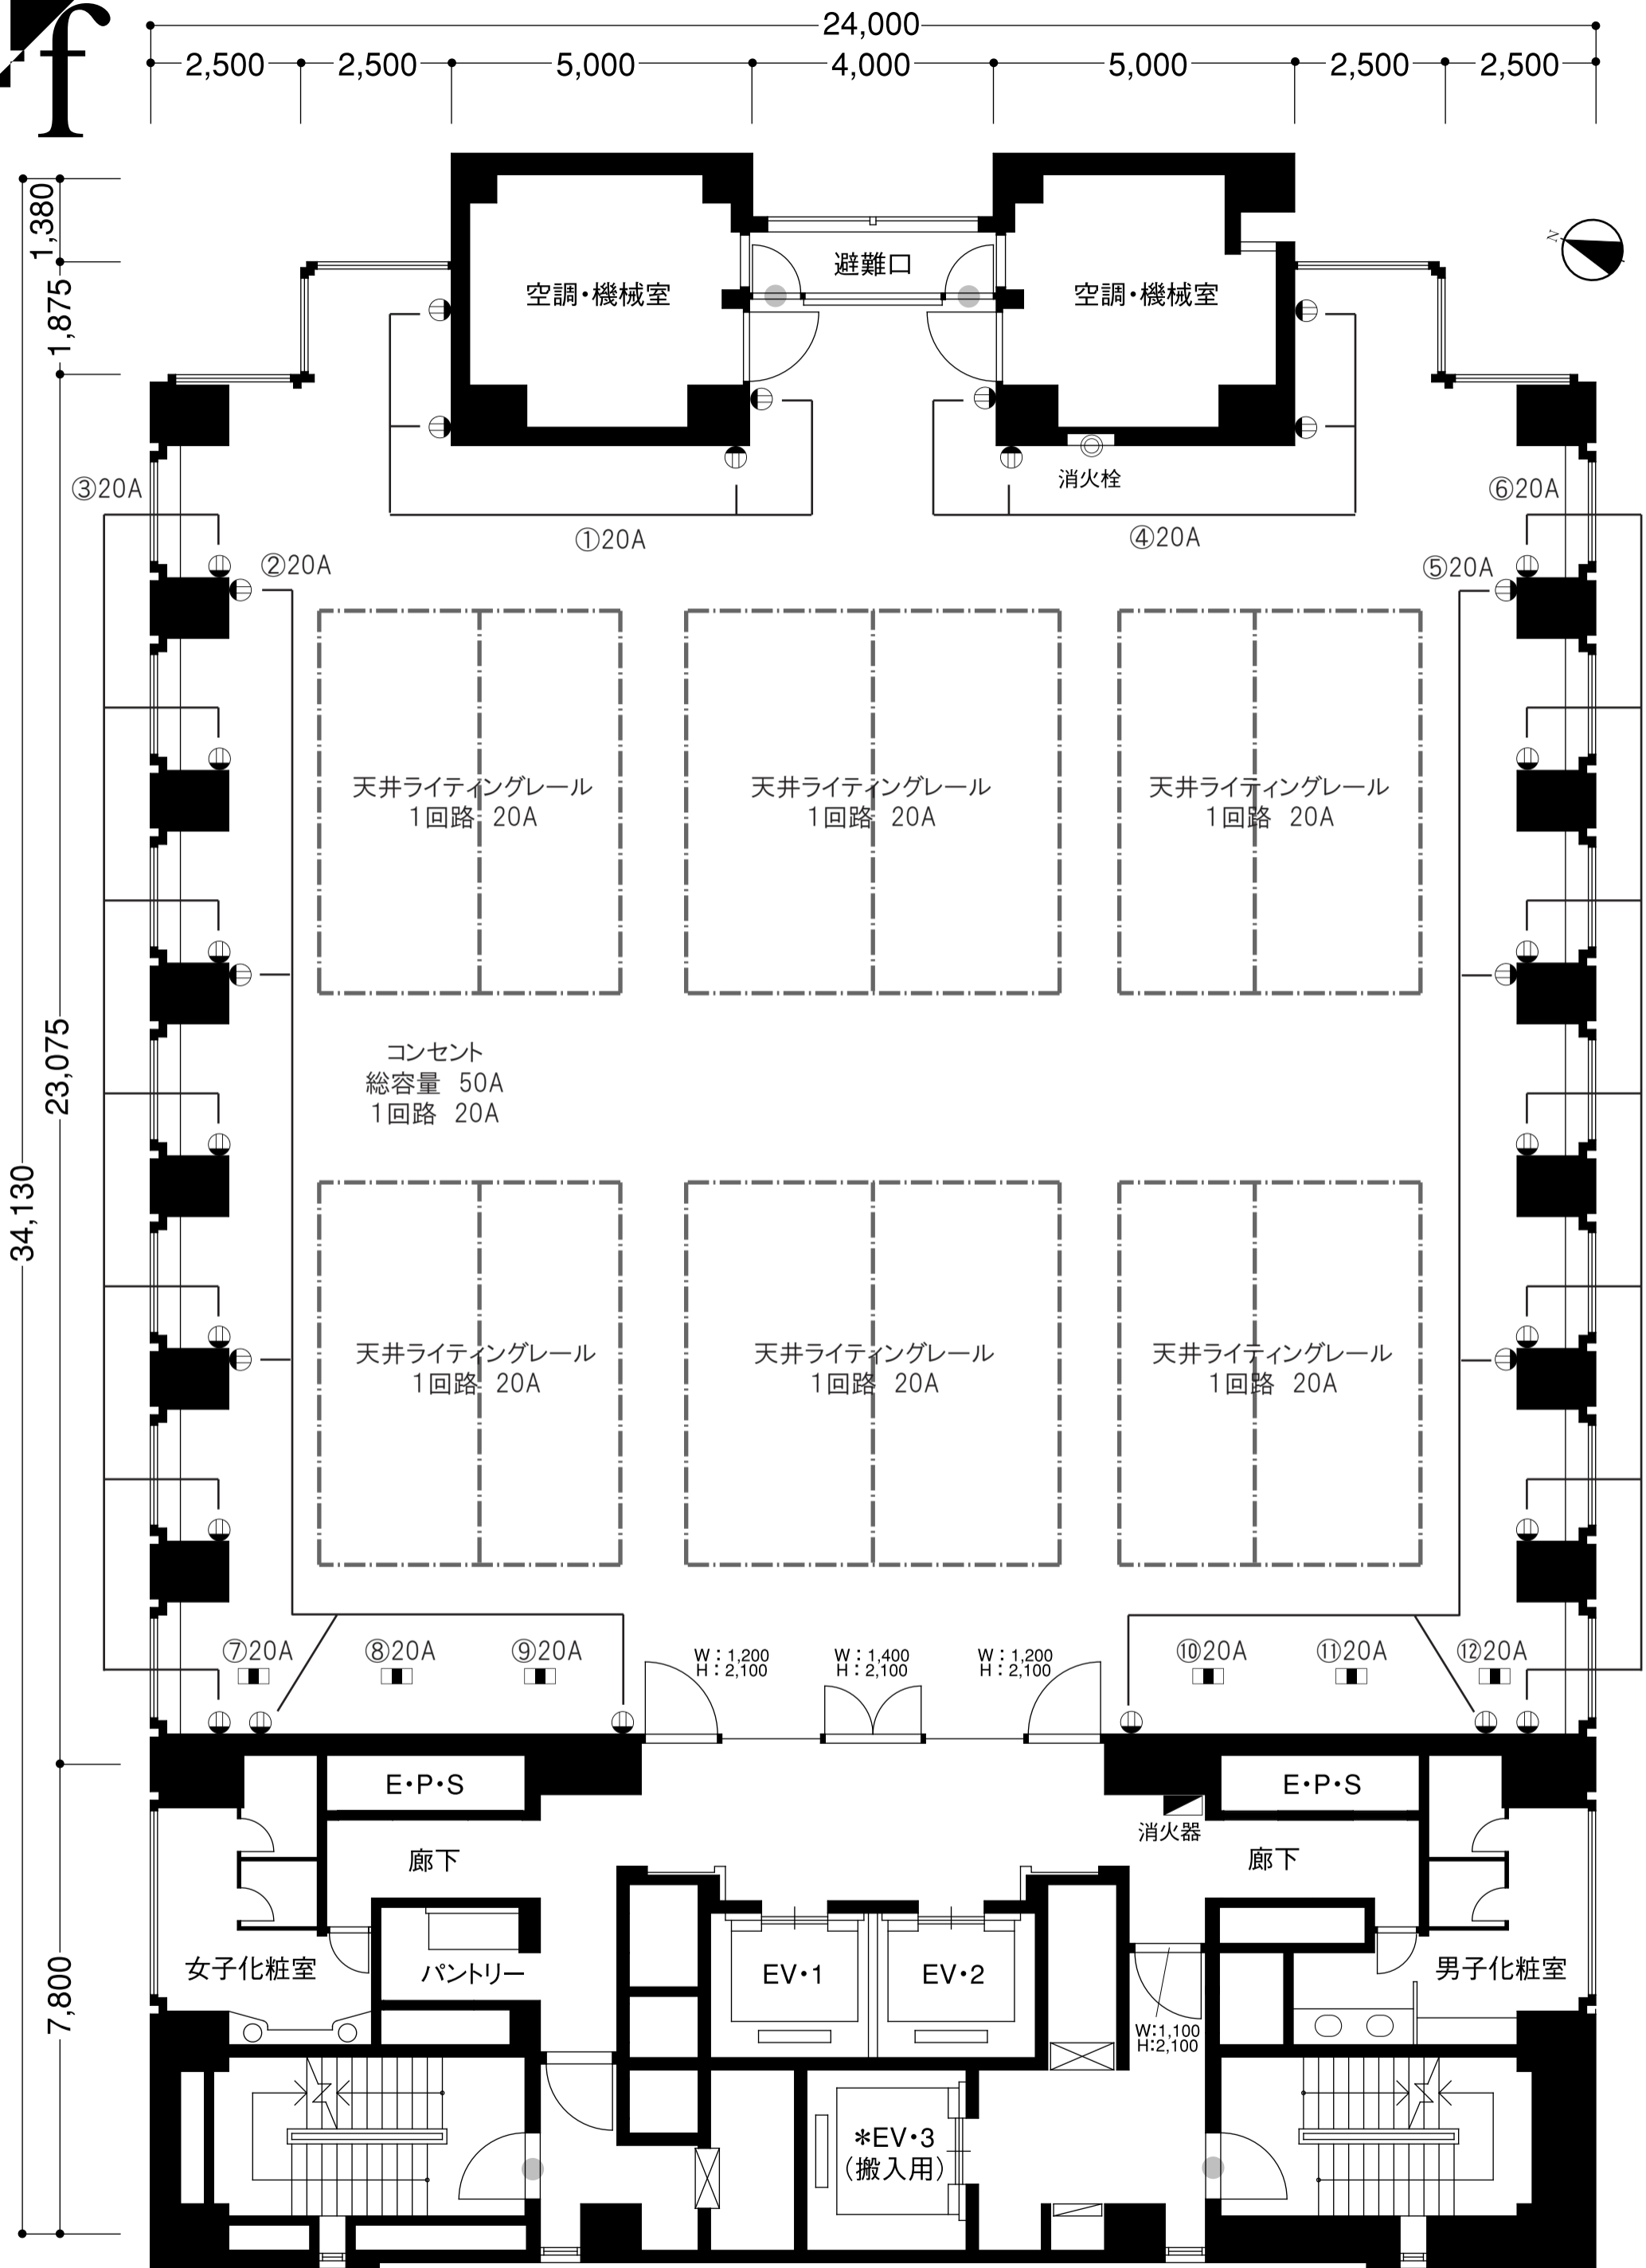 f
24,000
2,500 2,500 5,000 4,000 5,000 2,500 2,500
1,380
1,875
23,075
34,130
7,800
N
避難口
空調・機械室
空調・機械室
消火栓
③20A
⑥20A
①20A
④20A
②20A
⑤20A
天井ライティングレール
1回路 20A
天井ライティングレール
1回路 20A
天井ライティングレール
1回路 20A
コンセント
総容量 50A
1回路 20A
天井ライティングレール
1回路 20A
天井ライティングレール
1回路 20A
天井ライティングレール
1回路 20A
⑦20A
⑧20A
⑨20A
W：1,200
H：2,100
W：1,400
H：2,100
W：1,200
H：2,100
⑩20A
⑪20A
⑫20A
E・P・S
E・P・S
消火器
廊下
廊下
女子化粧室
パントリー
EV・1
EV・2
男子化粧室
W:1,100
H:2,100
＊EV・3
（搬入用）